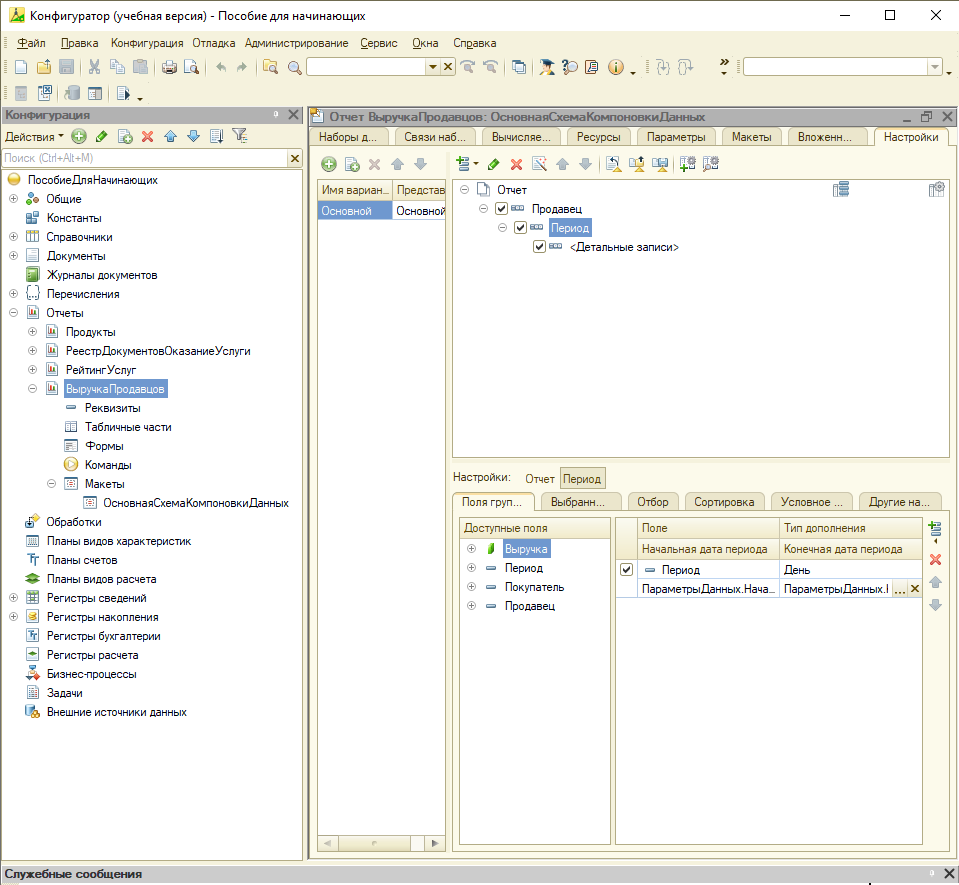 Конфигуратор (учебная версия) - Пособие для начинающих
Файл Правка Конфигурация Отладка Администрирование Сервис Окна Справка
Конфигурация
Действия
Поиск (Ctrl+Alt+M)
ПособиеДляНачинающих
Общие
Константы
Справочники
Документы
Журналы документов
Перечисления
Отчеты
Продукты
РеестрДокументовОказаниеУслуги
РейтингУслуг
ВыручкаПродавцов
Реквизиты
Табличные части
Формы
Команды
Макеты
ОсновнаяСхемаКомпоновкиДанных
Обработки
Планы видов характеристик
Планы счетов
Планы видов расчета
Регистры сведений
Регистры накопления
Регистры бухгалтерии
Регистры расчета
Бизнес-процессы
Задачи
Внешние источники данных
Отчет ВыручкаПродавцов: ОсновнаяСхемаКомпоновкиДанных
Наборы д... Связи наб... Вычисляе... Ресурсы Параметры Макеты Вложенн... Настройки
Имя вариан... Представ
Основной Основной
Отчет
Продавец
Период
<Детальные записи>
Настройки: Отчет Период
Поля груп... Выбранн... Отбор Сортировка Условное ... Другие на...
Доступные поля
Выручка
Период
Покупатель
Продавец
Поле Тип дополнения
Начальная дата периода Конечная дата периода
Период День
ПараметрыДанных.Нача... ПараметрыДанных.І ...
Служебные сообщения